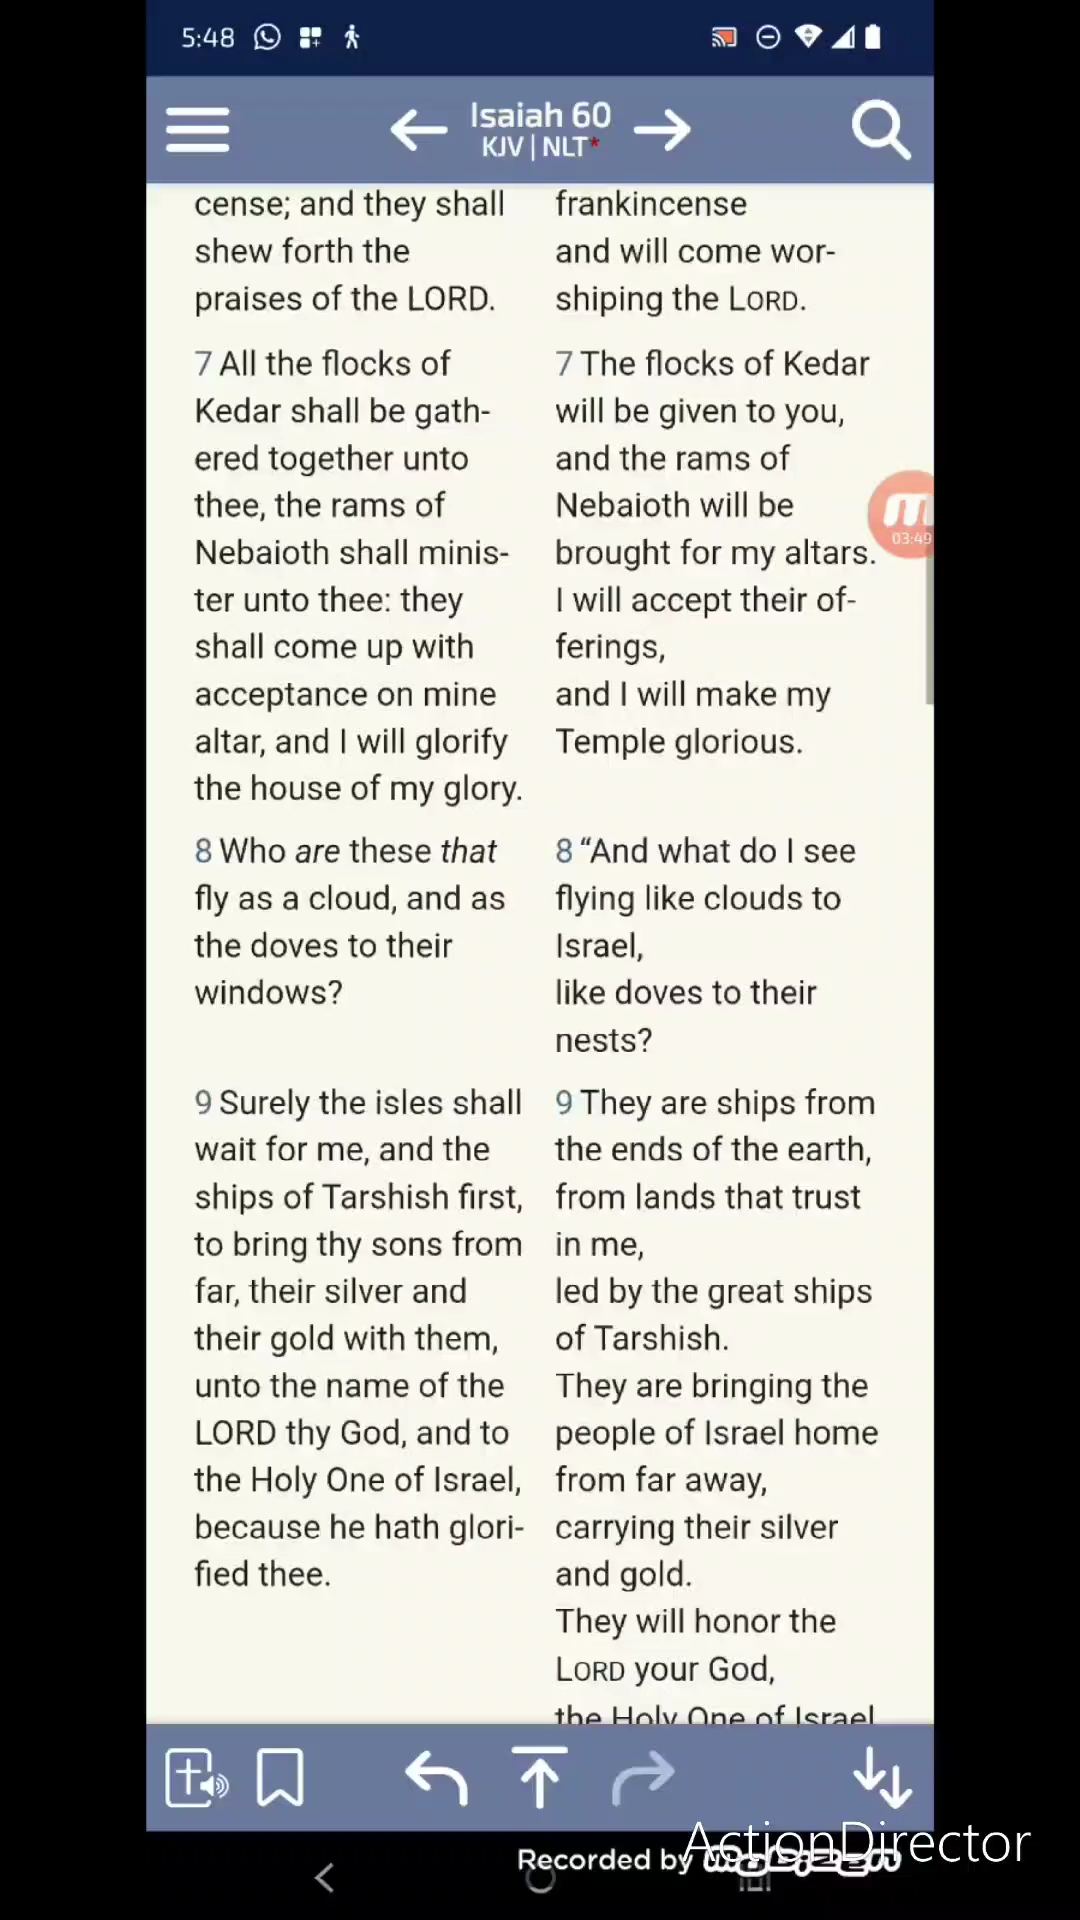 5:48
Isaiah 60
KJV | NLT*
cense; and they shall
shew forth the
praises of the LORD.
7 All the flocks of
Kedar shall be gath-
ered together unto
thee, the rams of
Nebaioth shall minis-
ter unto thee: they
shall come up with
acceptance on mine
altar, and I will glorify
the house of my glory.
8 Who are these that
fly as a cloud, and as
the doves to their
windows?
9 Surely the isles shall
wait for me, and the
ships of Tarshish first,
to bring thy sons from
far, their silver and
their gold with them,
unto the name of the
LORD thy God, and to
the Holy One of Israel,
because he hath glori-
fied thee.
frankincense
and will come wor-
shiping the LORD.
7 The flocks of Kedar
will be given to you,
and the rams of
Nebaioth will be
brought for my altars.
I will accept their of-
ferings,
and I will make my
Temple glorious.
8 “And what do I see
flying like clouds to
Israel,
like doves to their
nests?
9 They are ships from
the ends of the earth,
from lands that trust
in me,
led by the great ships
of Tarshish.
They are bringing the
people of Israel home
from far away,
carrying their silver
and gold.
They will honor the
LORD your God,
the Holy One of Israel
m
03:49
ActionDirector
Recorded by